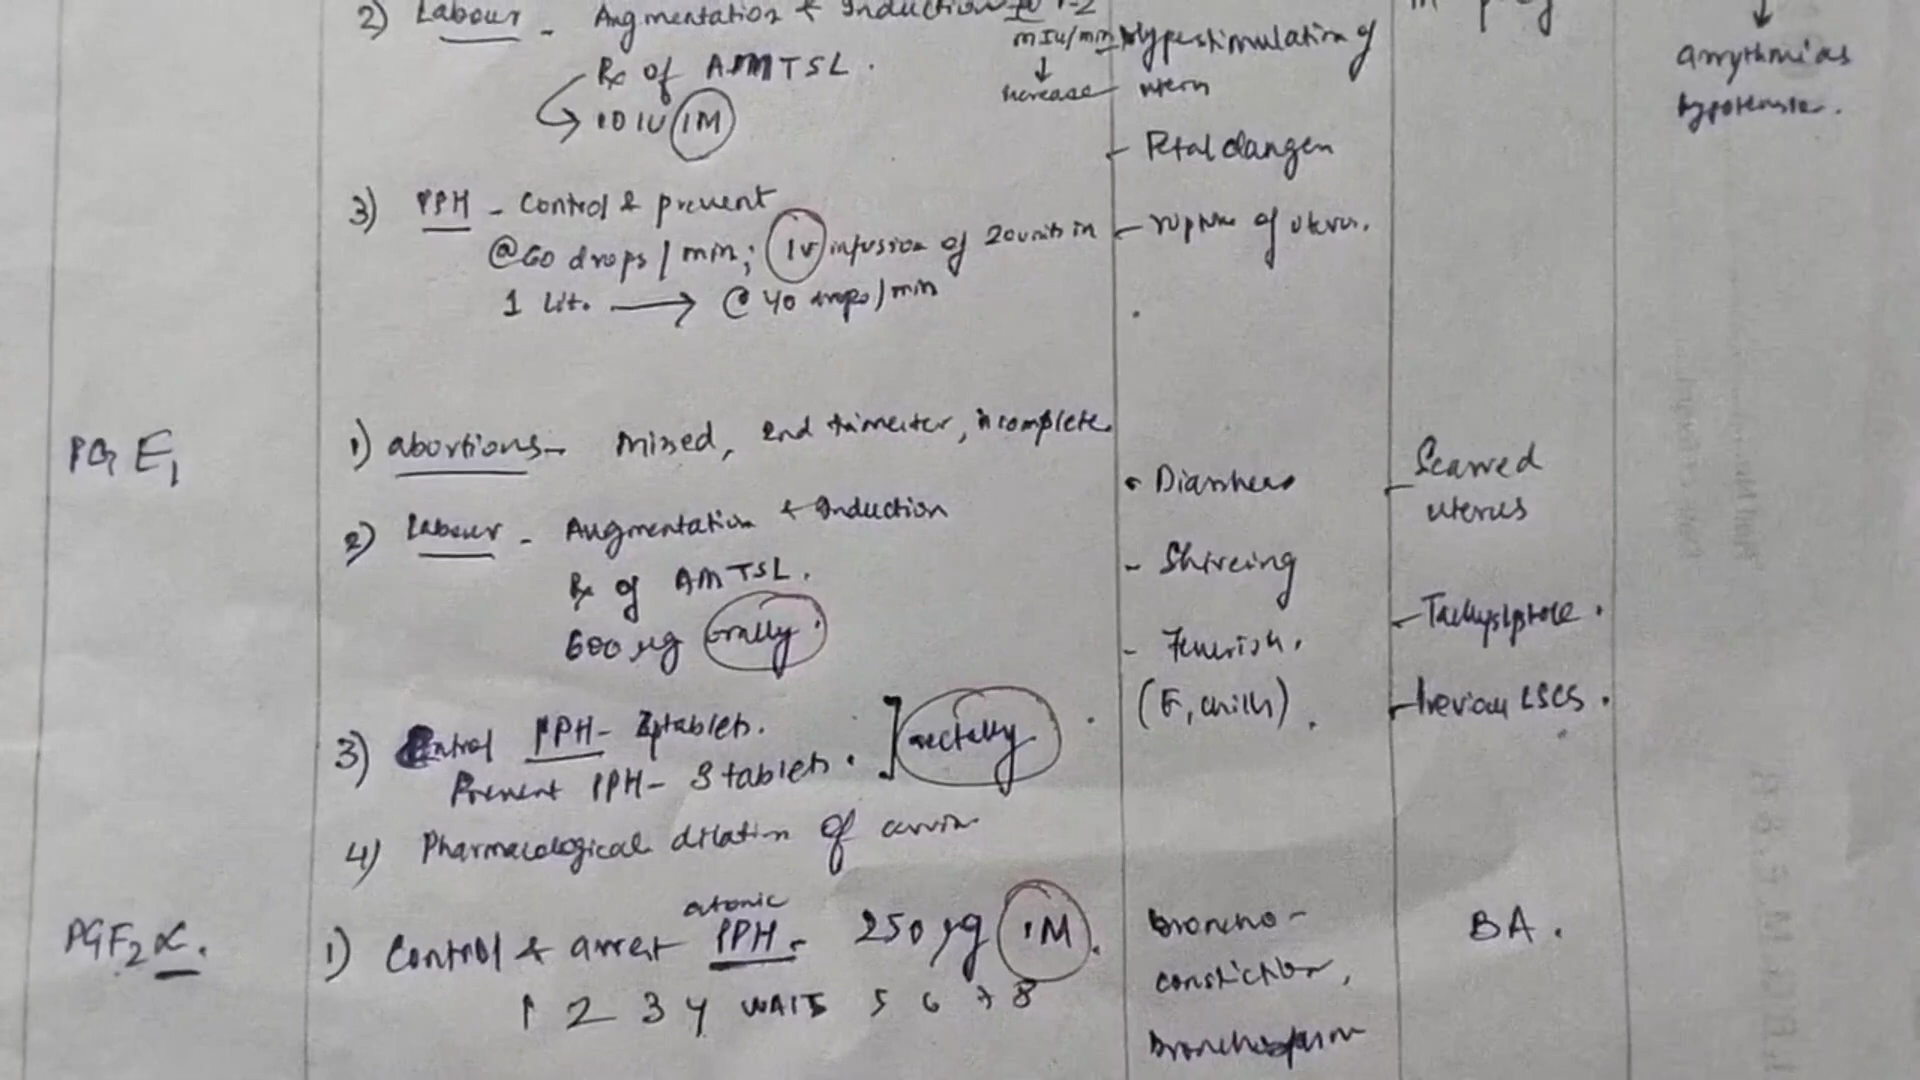 2) Labour - Augmentation & Induction
mIU/min Hyperstimulation of
Rx of AMTSL.
increase utern
10 IU IM
arrythmias
hypotension.
- Fetal danger
3) PPH - Control & prevent
@60 drops / min; IV infusion of 20 units in
- rupture of uterus.
1 Lit. → @ 40 drops/min
PG E1
1) abortions - Missed, 2nd trimester, incomplete.
• Diarrhea
- Scarred
uterus
2) Labour - Augmentation & Induction
Rx of AMTSL.
- Shivering
600 µg orally.
- Tachysystole.
- Feverish.
(F, chills).
- Previous LSCS.
3) Control PPH - tablets.
Prevent PPH - 3 tablets.
] rectally
4) Pharmacological dilation of cervix
PGF2α.
1) Control & arrest atonic PPH - 250 µg IM.
Broncho-
constriction,
bronchospasm
BA.
1 2 3 4 WAIT 5 6 7 8